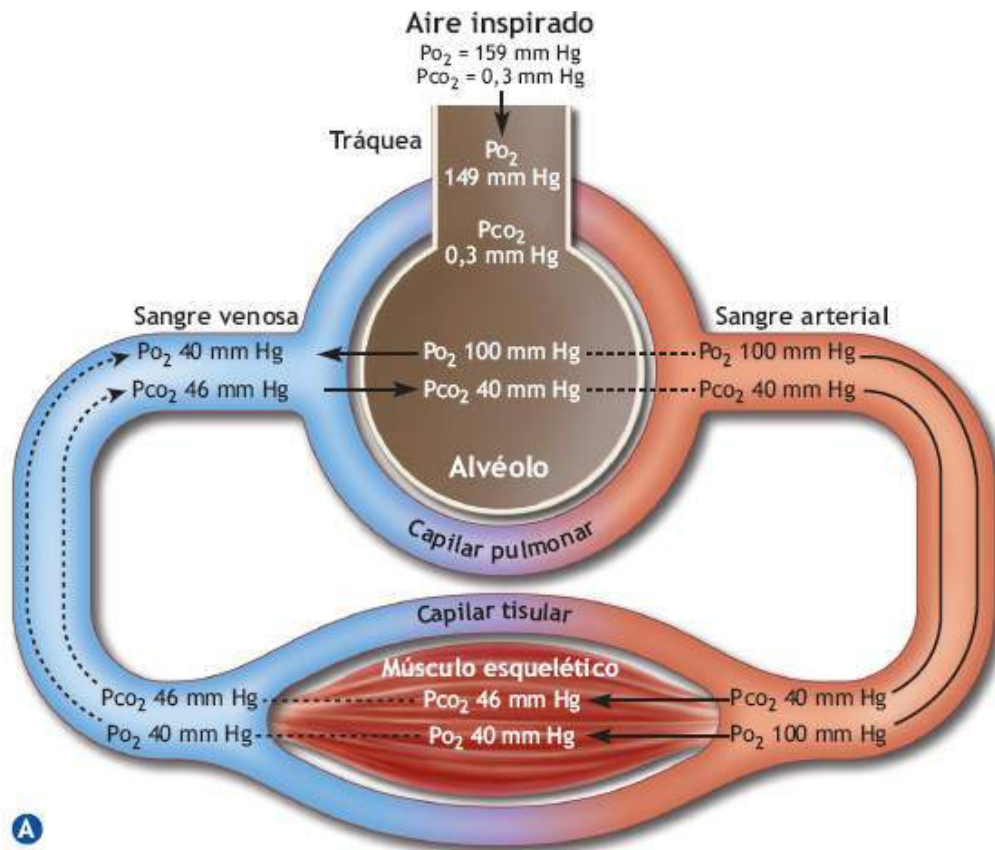 Aire inspirado
Po₂ = 159 mm Hg
Pco₂ = 0,3 mm Hg
Tráquea
Po₂
149 mm Hg
Pco₂
0,3 mm Hg
Sangre venosa
Po₂ 40 mm Hg
Pco₂ 46 mm Hg
Po₂ 100 mm Hg
Pco₂ 40 mm Hg
Alvéolo
Sangre arterial
Po₂ 100 mm Hg
Pco₂ 40 mm Hg
Capilar pulmonar
Capilar tisular
Músculo esquelético
Pco₂ 46 mm Hg
Pco₂ 46 mm Hg
Pco₂ 40 mm Hg
Po₂ 40 mm Hg
Po₂ 40 mm Hg
Po₂ 100 mm Hg
A